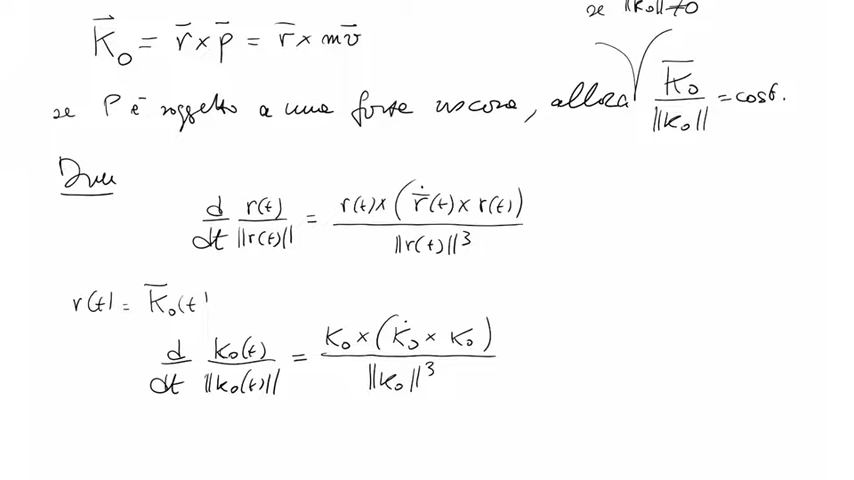 se ||K₀|| ≠ 0
K⃗₀ = r̄ × p̄ = r̄ × mv̄
se P è soggetto a una forza viscosa, allora K̄₀ / ||K₀|| = cost.
Dim
d/dt r(t)/||r(t)|| = r(t) × (ṙ(t) × r(t)) / ||r(t)||³
r(t) = K̄₀(t)
d/dt K₀(t)/||K₀(t)|| = K₀ × (K̇₀ × K₀) / ||K₀||³